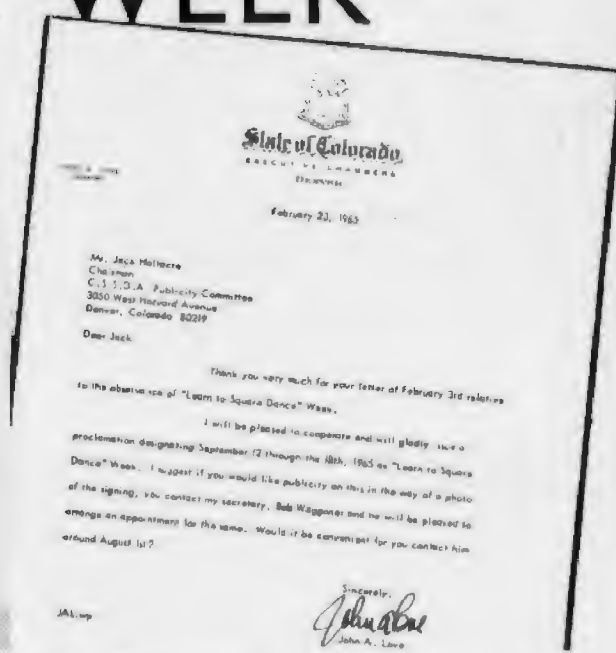 WEEK
State of Colorado
EXECUTIVE CHAMBERS
DENVER
February 23, 1965
Mr. Jack
Chairman
C.S.S.D.A. Publicity Committee
3050 West Harvard Avenue
Denver, Colorado 80219
Dear Jack
Thank you very much for your letter of February 3rd relative
to the observance of "Learn to Square Dance" Week.
I will be pleased to cooperate and will gladly issue a
proclamation designating September 12 through the 18th, 1965 as "Learn to Square
Dance" Week. I suggest if you would like publicity on this in the way of a photo
of the signing, you contact my secretary, Bob Waggoner and he will be pleased to
arrange an appointment for the same. Would it be convenient for you contact him
around August 1st?
Sincerely,
John A Love
John A. Love